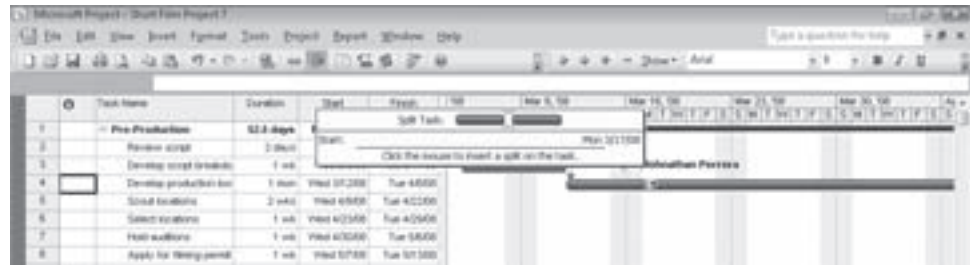 Microsoft Project - Short Film Project 7
File Edit View Insert Format Tools Project Report Window Help
Type a question for help
Show Arial 8 B I U
Task Name Duration Start Finish '08 Mar 9, '08 Mar 16, '08 Mar 23, '08 Mar 30, '08
M T W T F S S M T W T F S S M T W T F S S
Split Task:
Start: Mon 3/17/08
Click the mouse to insert a split on the task.
1 Pre-Production
2 Review script
3 Develop script 1 wk Johnathan Perrera
4 Develop production 1 mon Wed 3/12/08 Tue 4/8/08
5 Scout locations 2 wks Wed 4/9/08 Tue 4/22/08
6 Select locations 1 wk Wed 4/23/08 Tue 4/29/08
7 Hold auditions 1 wk Wed 4/30/08 Tue 5/6/08
8 Apply for filming permit 1 wk Wed 5/7/08 Tue 5/13/08